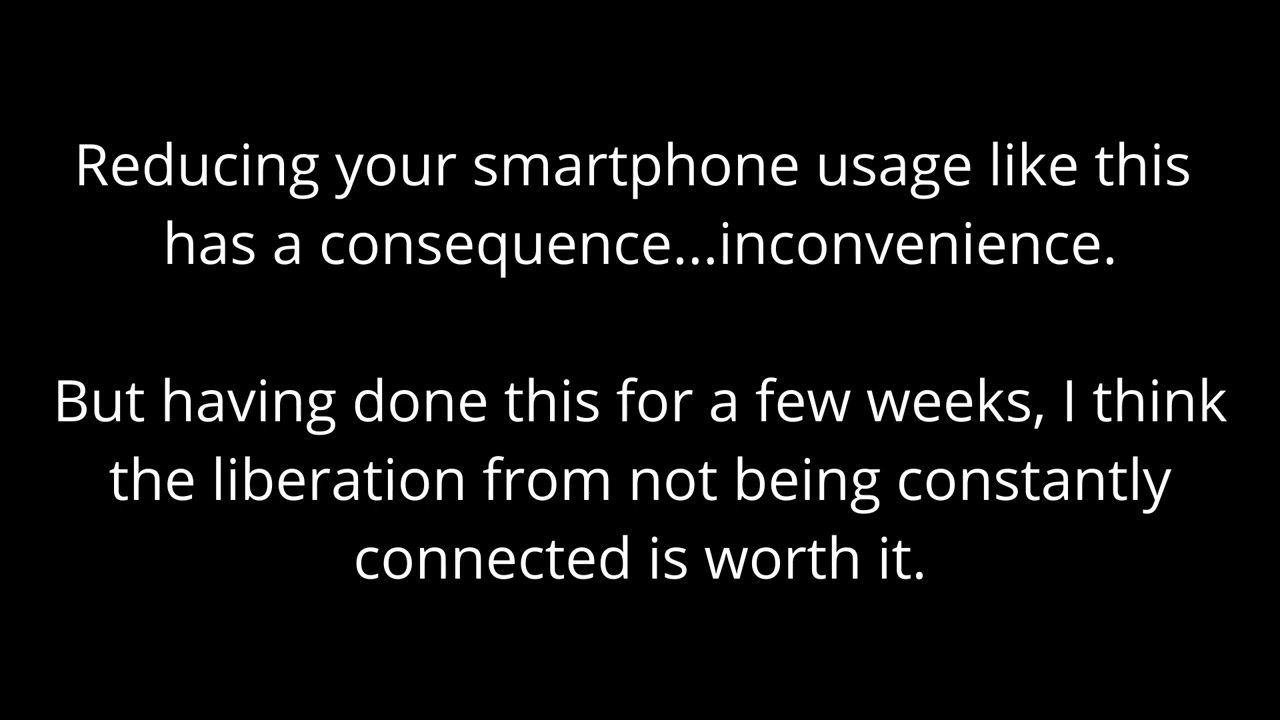 Reducing your smartphone usage like this
has a consequence...inconvenience.
But having done this for a few weeks, I think
the liberation from not being constantly
connected is worth it.